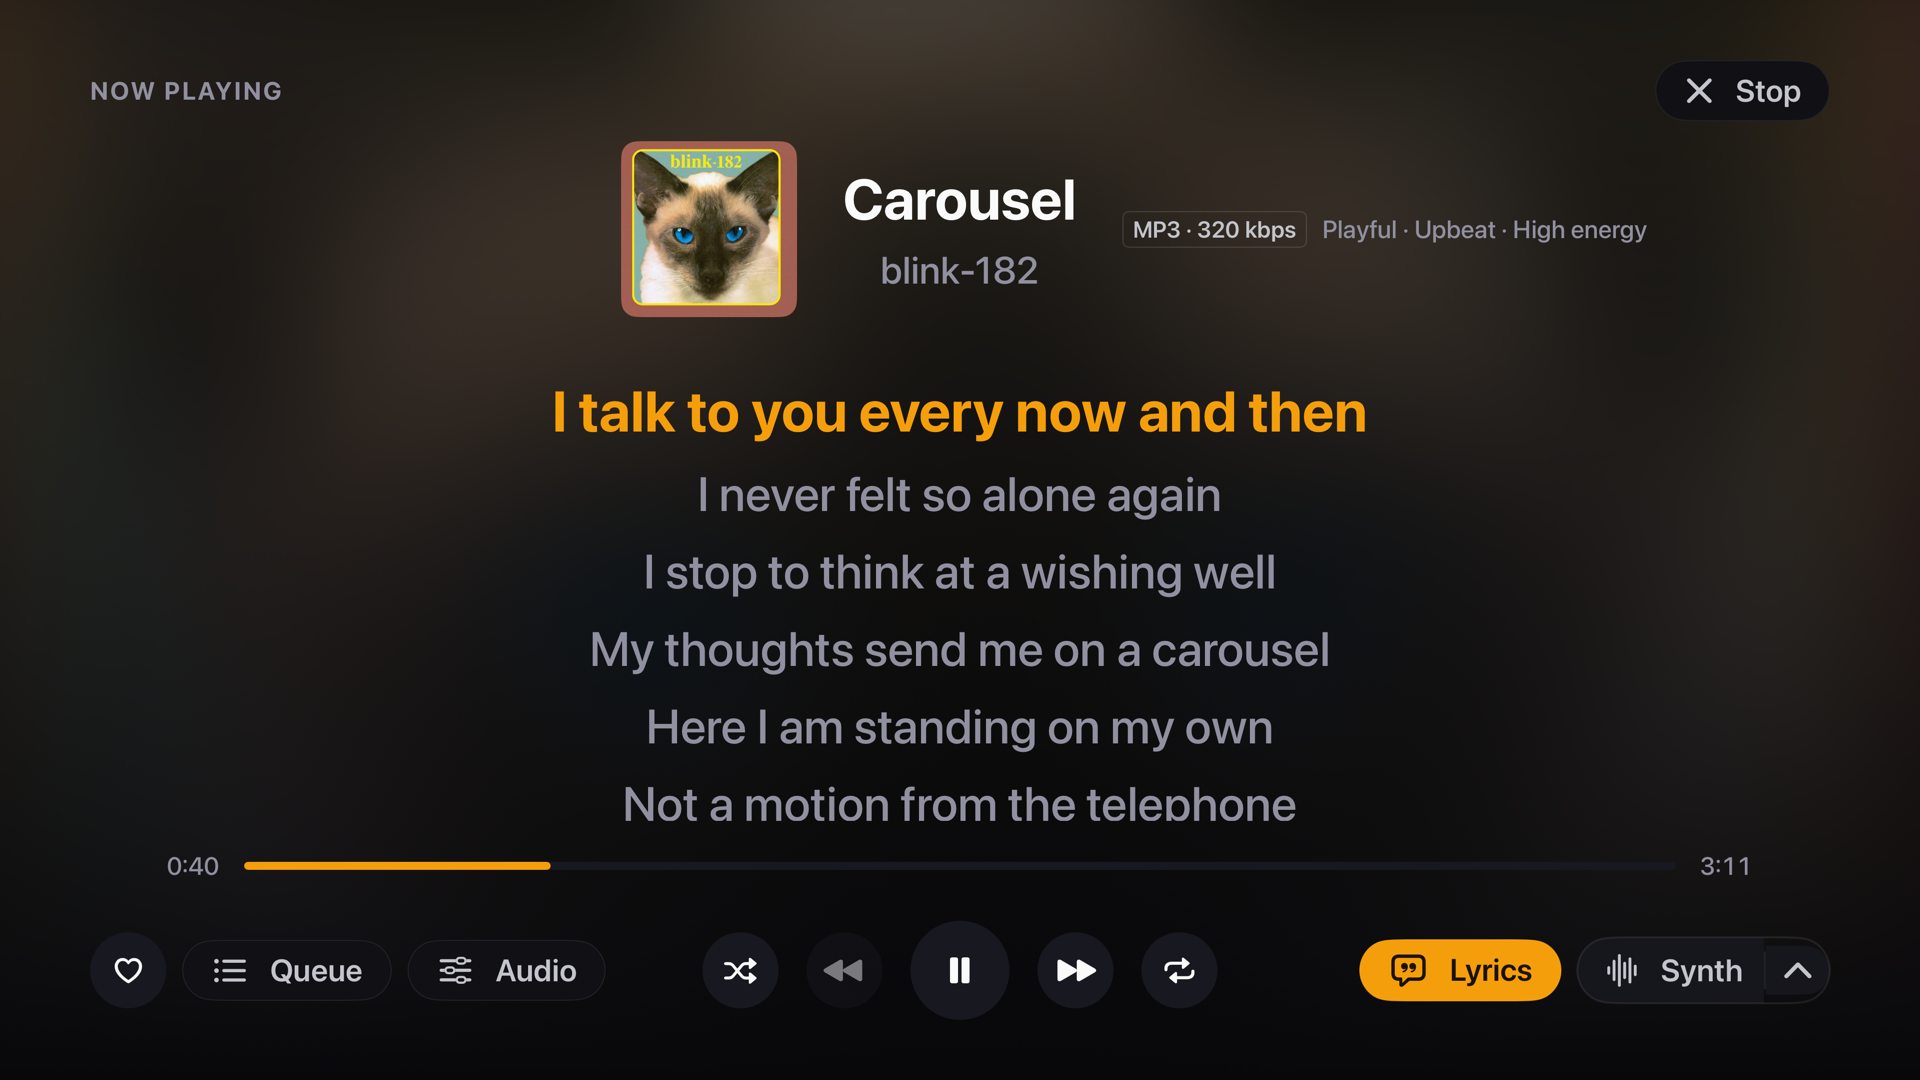 NOW PLAYING
Stop
blink-182
Carousel
blink-182
MP3 · 320 kbps
Playful · Upbeat · High energy
I talk to you every now and then
I never felt so alone again
I stop to think at a wishing well
My thoughts send me on a carousel
Here I am standing on my own
Not a motion from the telephone
0:40
3:11
Queue
Audio
Lyrics
Synth